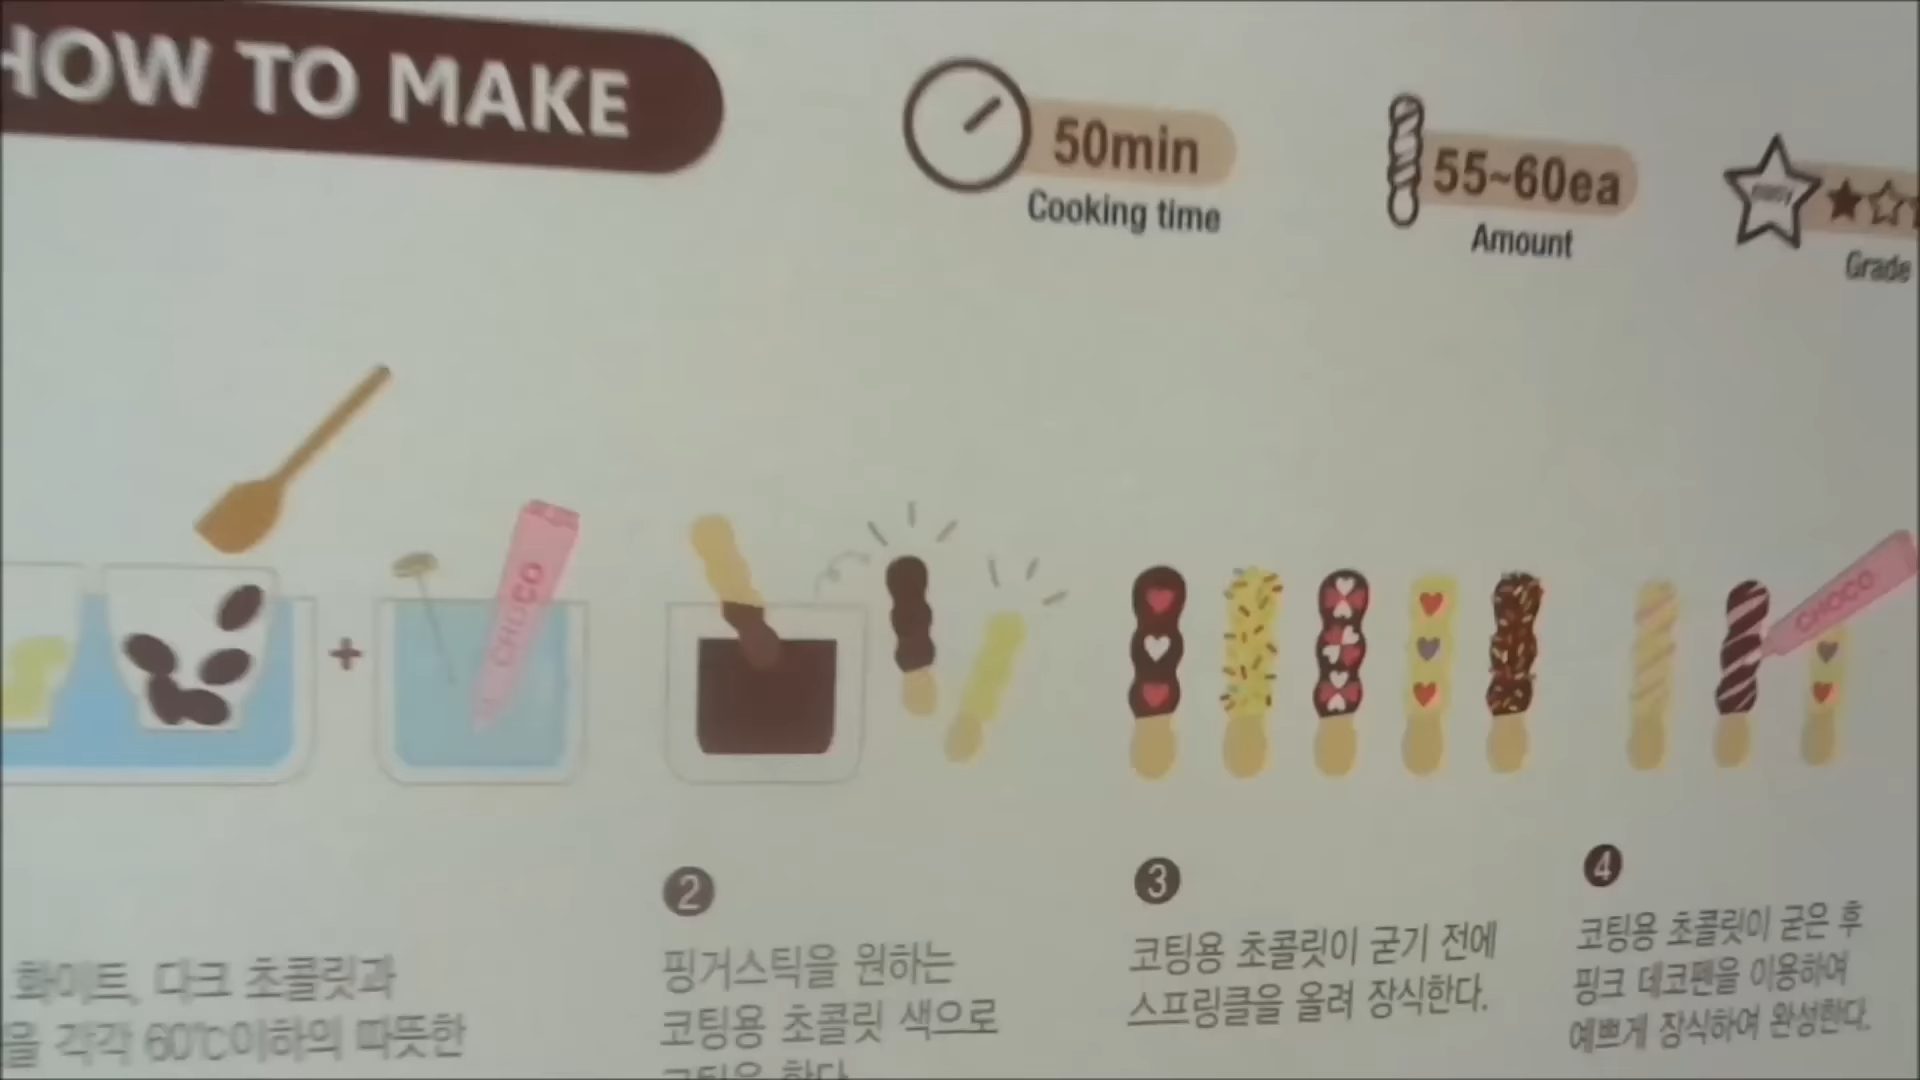 HOW TO MAKE
50min
Cooking time
55~60ea
Amount
Grade
CHOCO
CHOCO
2
3
4
화이트, 다크 초콜릿과
을 각각 60℃이하의 따뜻한
핑거스틱을 원하는
코팅용 초콜릿 색으로
코팅을 한다.
코팅용 초콜릿이 굳기 전에
스프링클을 올려 장식한다.
코팅용 초콜릿이 굳은 후
핑크 데코펜을 이용하여
예쁘게 장식하여 완성한다.